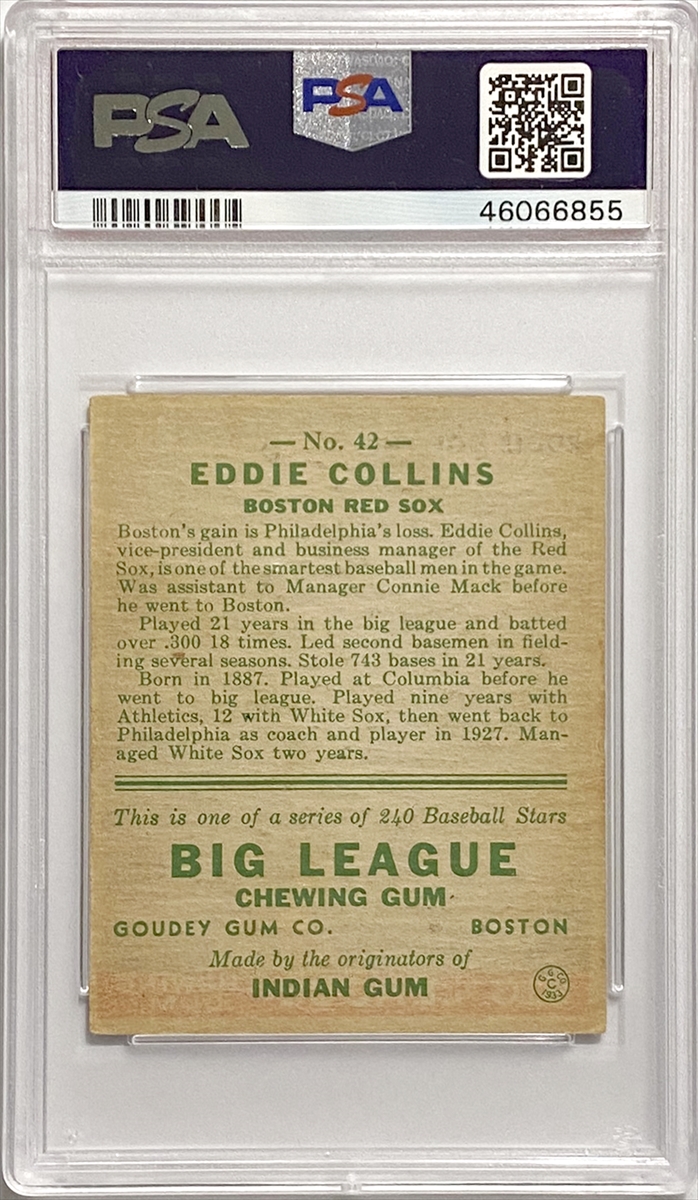 PSA
PSA
46066855
— No. 42 —
EDDIE COLLINS
BOSTON RED SOX
Boston's gain is Philadelphia's loss. Eddie Collins,
vice-president and business manager of the Red
Sox, is one of the smartest baseball men in the game.
Was assistant to Manager Connie Mack before
he went to Boston.
Played 21 years in the big league and batted
over .300 18 times. Led second basemen in field-
ing several seasons. Stole 743 bases in 21 years.
Born in 1887. Played at Columbia before he
went to big league. Played nine years with
Athletics, 12 with White Sox, then went back to
Philadelphia as coach and player in 1927. Man-
aged White Sox two years.
This is one of a series of 240 Baseball Stars
BIG LEAGUE
CHEWING GUM
GOUDEY GUM CO. BOSTON
Made by the originators of
INDIAN GUM
G. G. CO.
C
1933